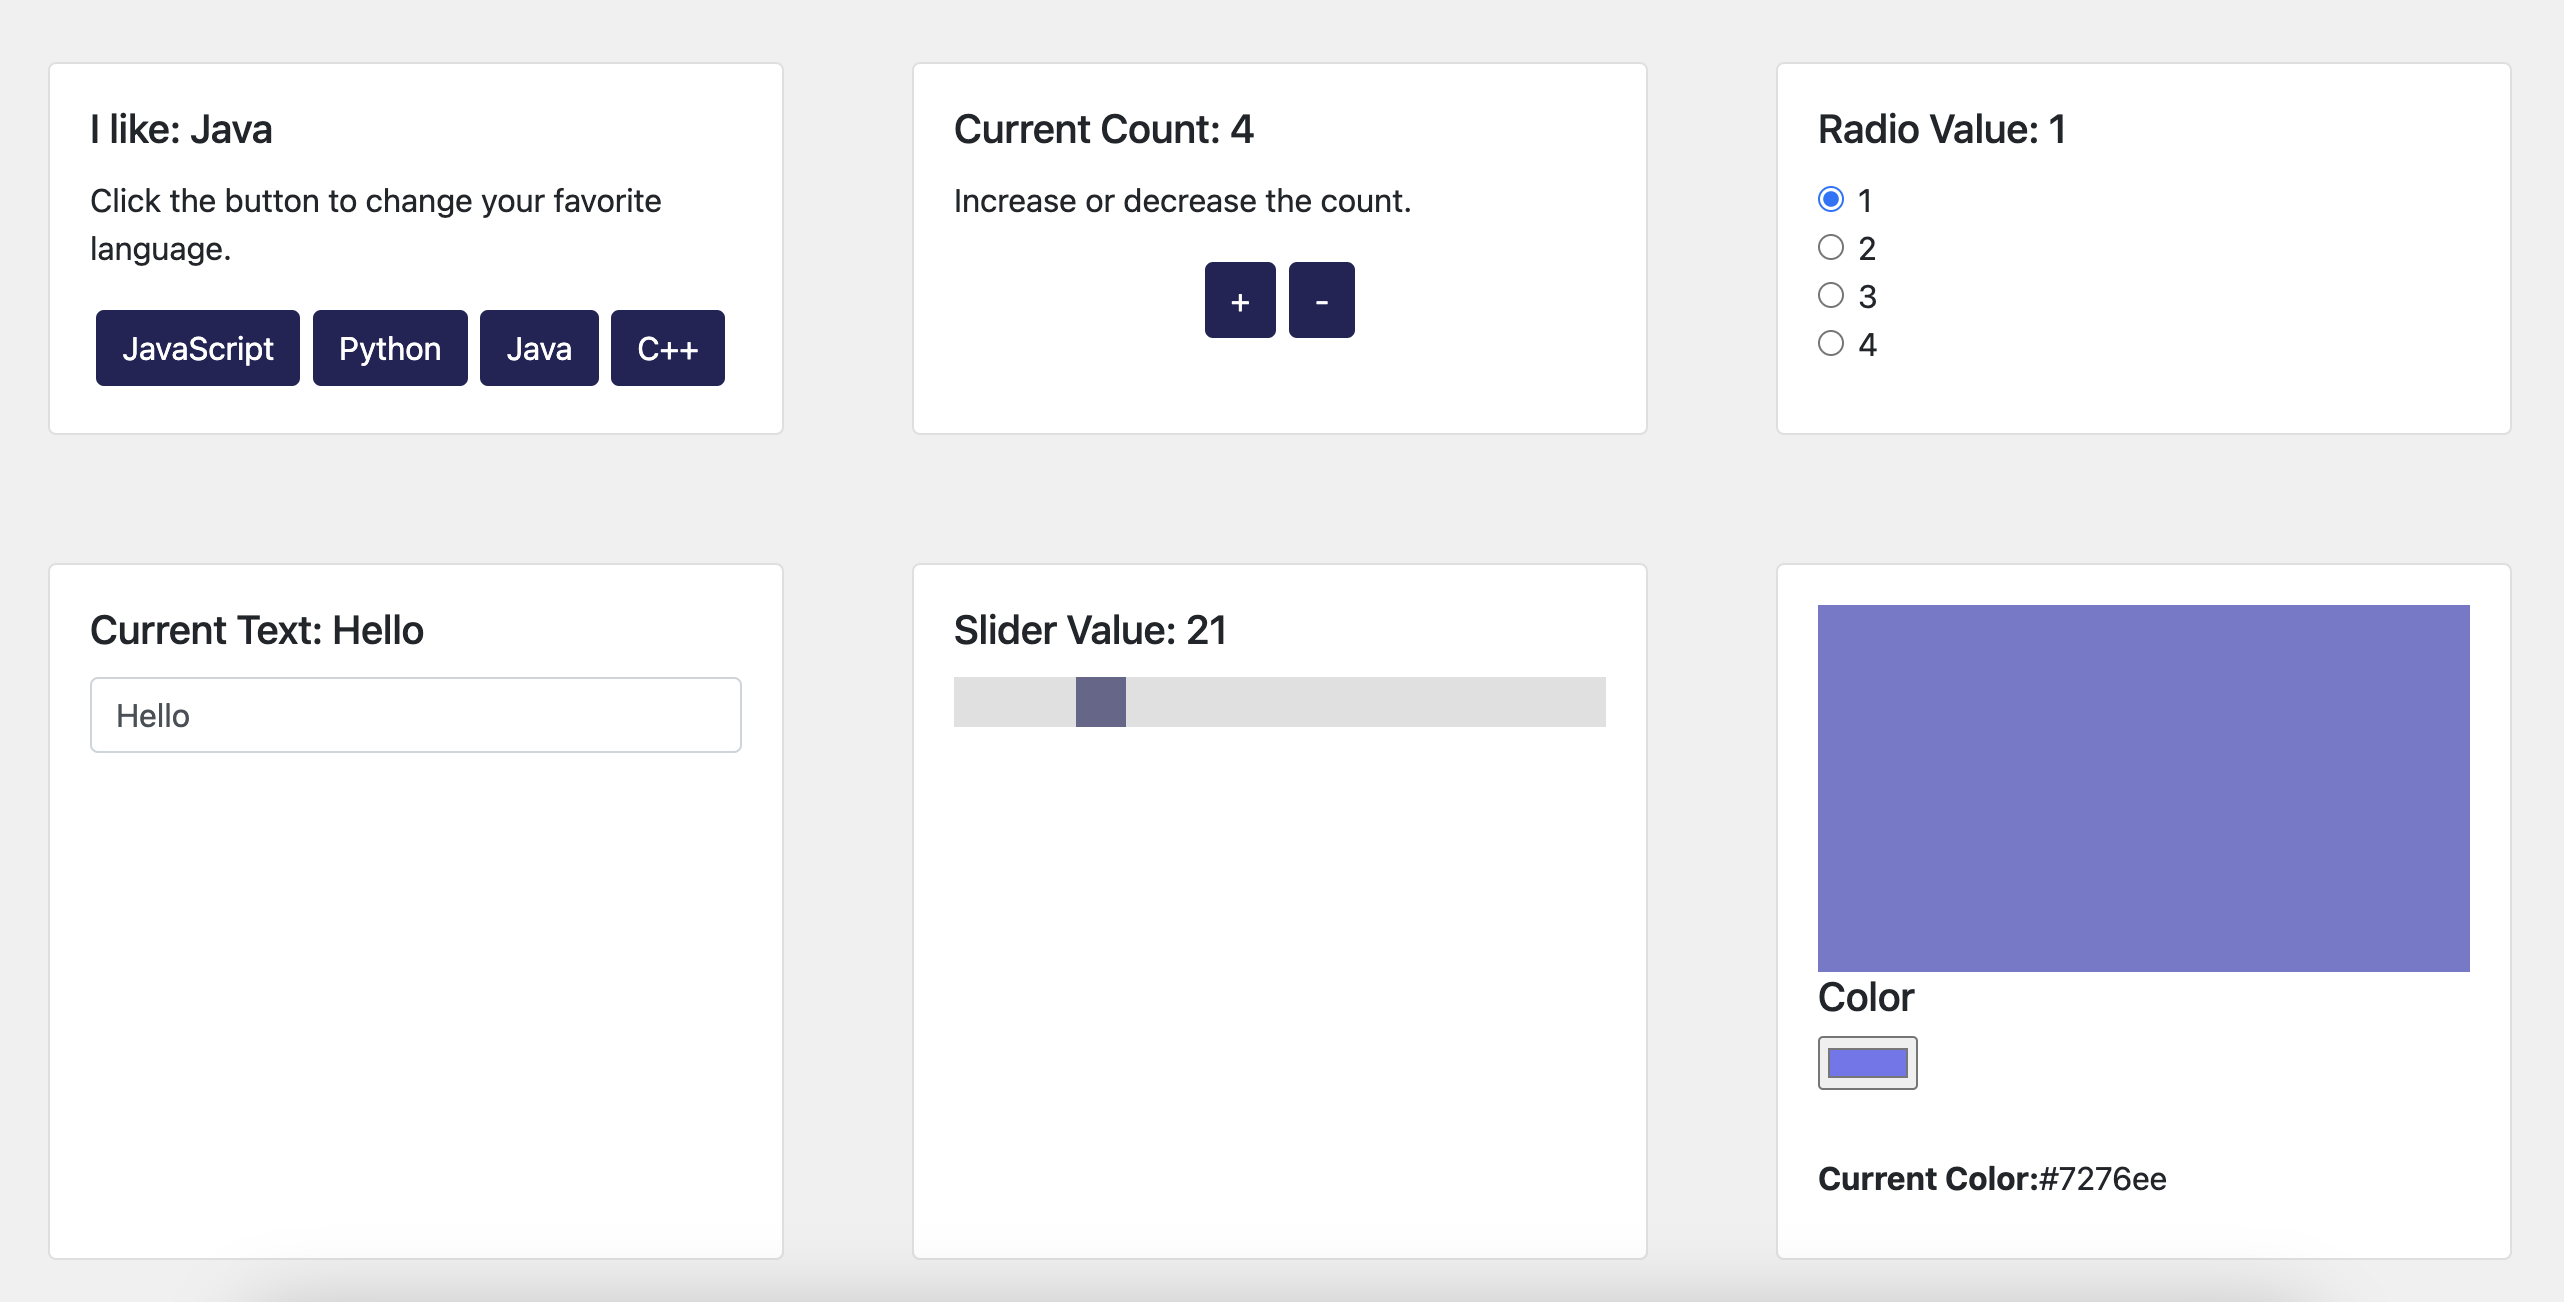 I like: Java
Click the button to change your favorite
language.
JavaScript
Python
Java
C++
Current Count: 4
Increase or decrease the count.
+
-
Radio Value: 1
1
2
3
4
Current Text: Hello
Hello
Slider Value: 21
Color
Current Color:#7276ee